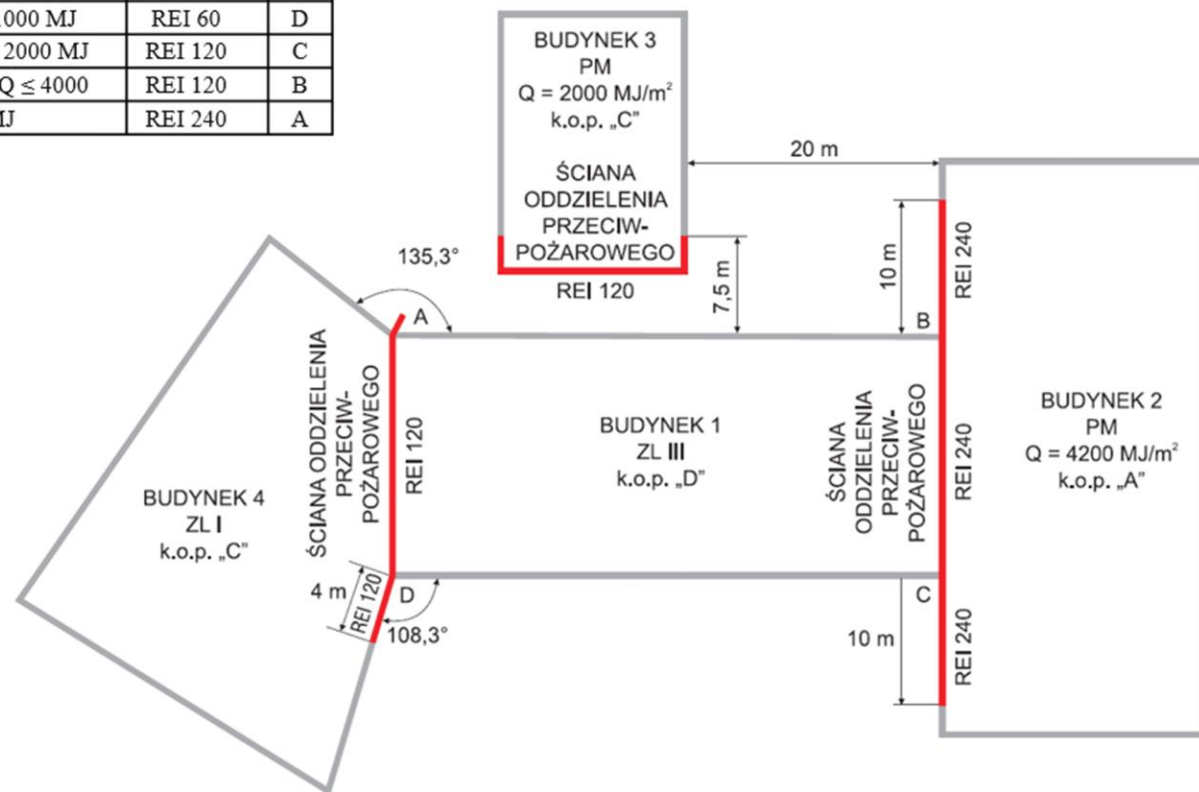 000 MJ REI 60 D
2000 MJ REI 120 C
Q ≤ 4000 REI 120 B
MJ REI 240 A
BUDYNEK 3
PM
Q = 2000 MJ/m²
k.o.p. „C”
ŚCIANA
ODDZIELENIA
PRZECIW-
POŻAROWEGO
REI 120
20 m
7,5 m
10 m
REI 240
135,3°
A
B
ŚCIANA ODDZIELENIA
PRZECIW-
POŻAROWEGO
REI 120
BUDYNEK 1
ZL III
k.o.p. „D”
ŚCIANA
ODDZIELENIA
PRZECIW-
POŻAROWEGO
REI 240
BUDYNEK 2
PM
Q = 4200 MJ/m²
k.o.p. „A”
BUDYNEK 4
ZL I
k.o.p. „C”
4 m
REI 120
D
108,3°
C
10 m
REI 240